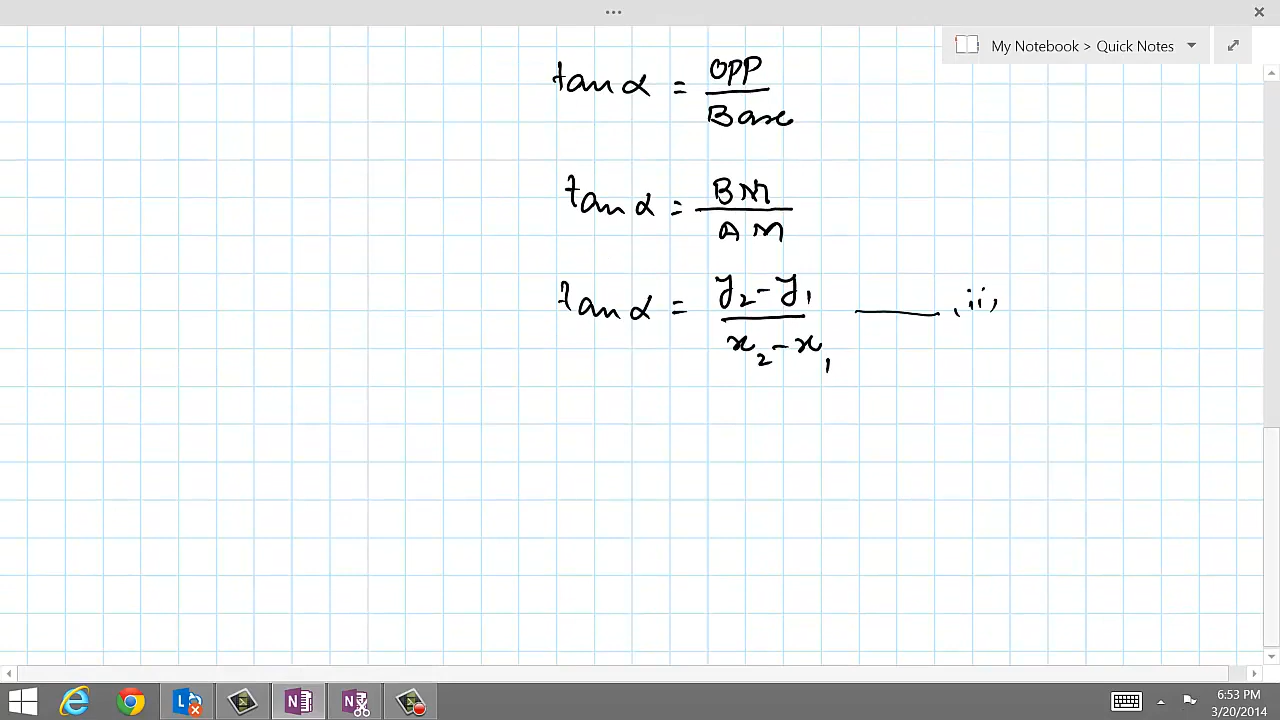 My Notebook > Quick Notes
tan α = OPP / Base
tan α = BM / AM
tan α = y₂ - y₁ / x₂ - x₁ ——— (ii)
6:53 PM
3/20/2014